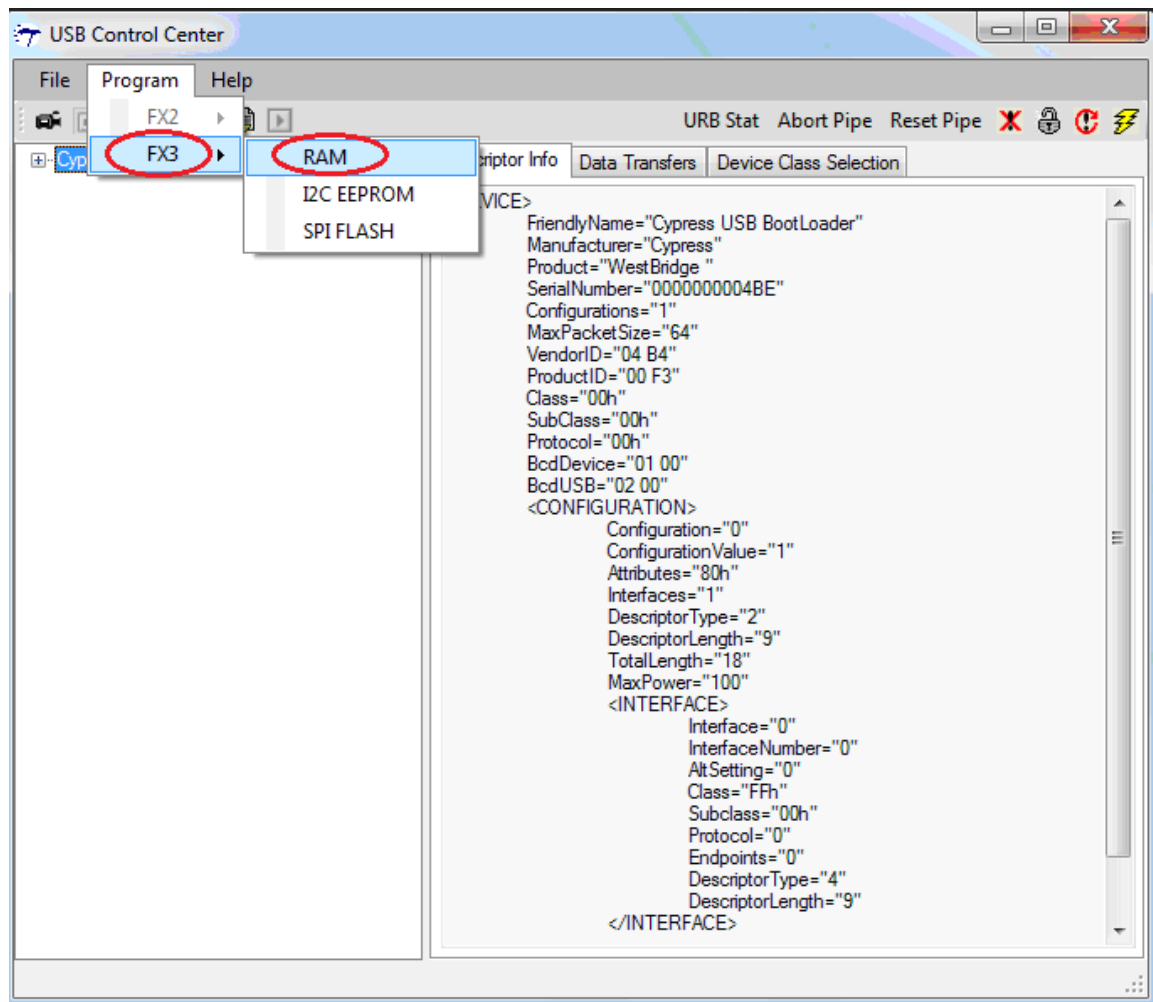 USB Control Center
File Program Help
URB Stat Abort Pipe Reset Pipe
FX2
FX3
RAM
I2C EEPROM
SPI FLASH
Cyp
riptor Info Data Transfers Device Class Selection
VICE>
FriendlyName="Cypress USB BootLoader"
Manufacturer="Cypress"
Product="WestBridge "
SerialNumber="0000000004BE"
Configurations="1"
MaxPacketSize="64"
VendorID="04 B4"
ProductID="00 F3"
Class="00h"
SubClass="00h"
Protocol="00h"
BcdDevice="01 00"
BcdUSB="02 00"
<CONFIGURATION>
Configuration="0"
ConfigurationValue="1"
Attributes="80h"
Interfaces="1"
DescriptorType="2"
DescriptorLength="9"
TotalLength="18"
MaxPower="100"
<INTERFACE>
Interface="0"
InterfaceNumber="0"
AltSetting="0"
Class="FFh"
Subclass="00h"
Protocol="0"
Endpoints="0"
DescriptorType="4"
DescriptorLength="9"
</INTERFACE>